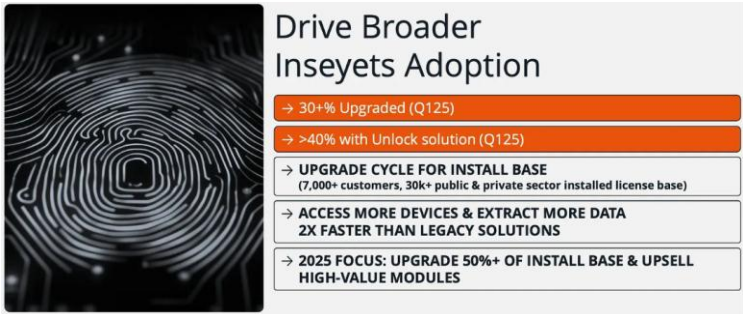 Drive Broader
Inseyets Adoption
→ 30+% Upgraded (Q125)
→ >40% with Unlock solution (Q125)
→ UPGRADE CYCLE FOR INSTALL BASE
(7,000+ customers, 30k+ public & private sector installed license base)
→ ACCESS MORE DEVICES & EXTRACT MORE DATA
2X FASTER THAN LEGACY SOLUTIONS
→ 2025 FOCUS: UPGRADE 50%+ OF INSTALL BASE & UPSELL
HIGH-VALUE MODULES